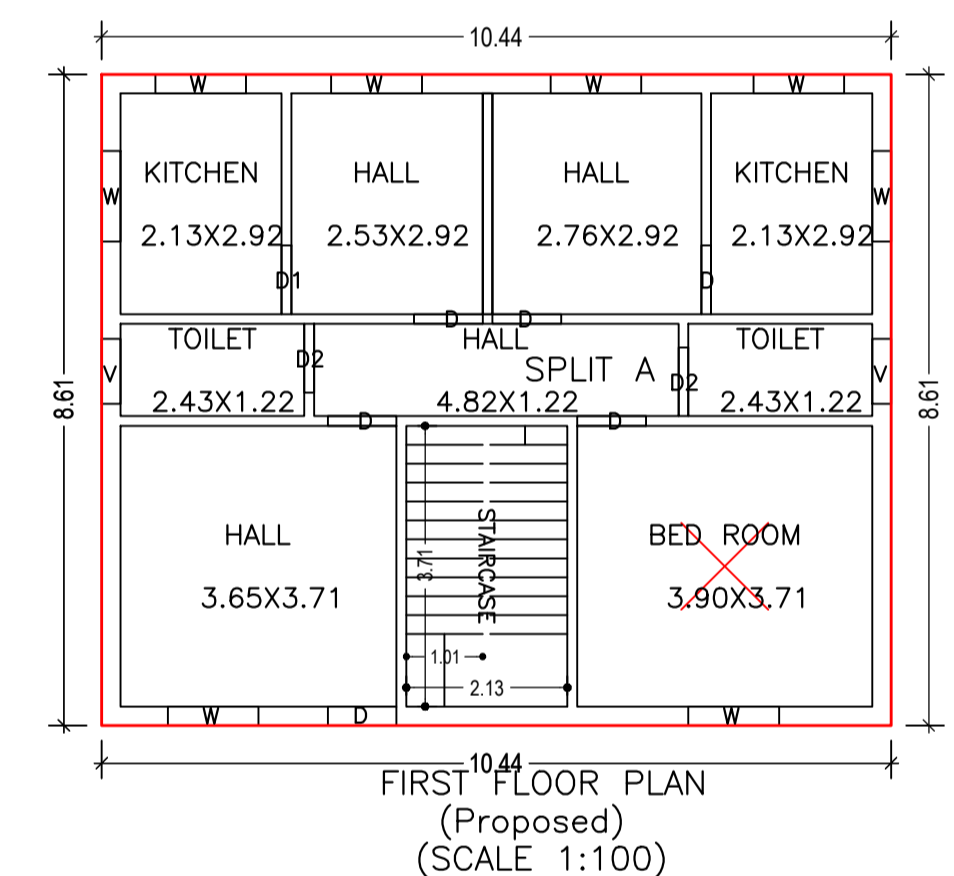 10.44
W W W W
KITCHEN HALL HALL KITCHEN
W W
2.13X2.92 2.53X2.92 2.76X2.92 2.13X2.92
D1 D
D D
TOILET HALL TOILET
D2 SPLIT A D2
V V
2.43X1.22 4.82X1.22 2.43X1.22
8.61 8.61
D D
HALL STAIRCASE BED ROOM
3.71
3.65X3.71 3.90X3.71
1.01
2.13
W D W
10.44
FIRST FLOOR PLAN
(Proposed)
(SCALE 1:100)